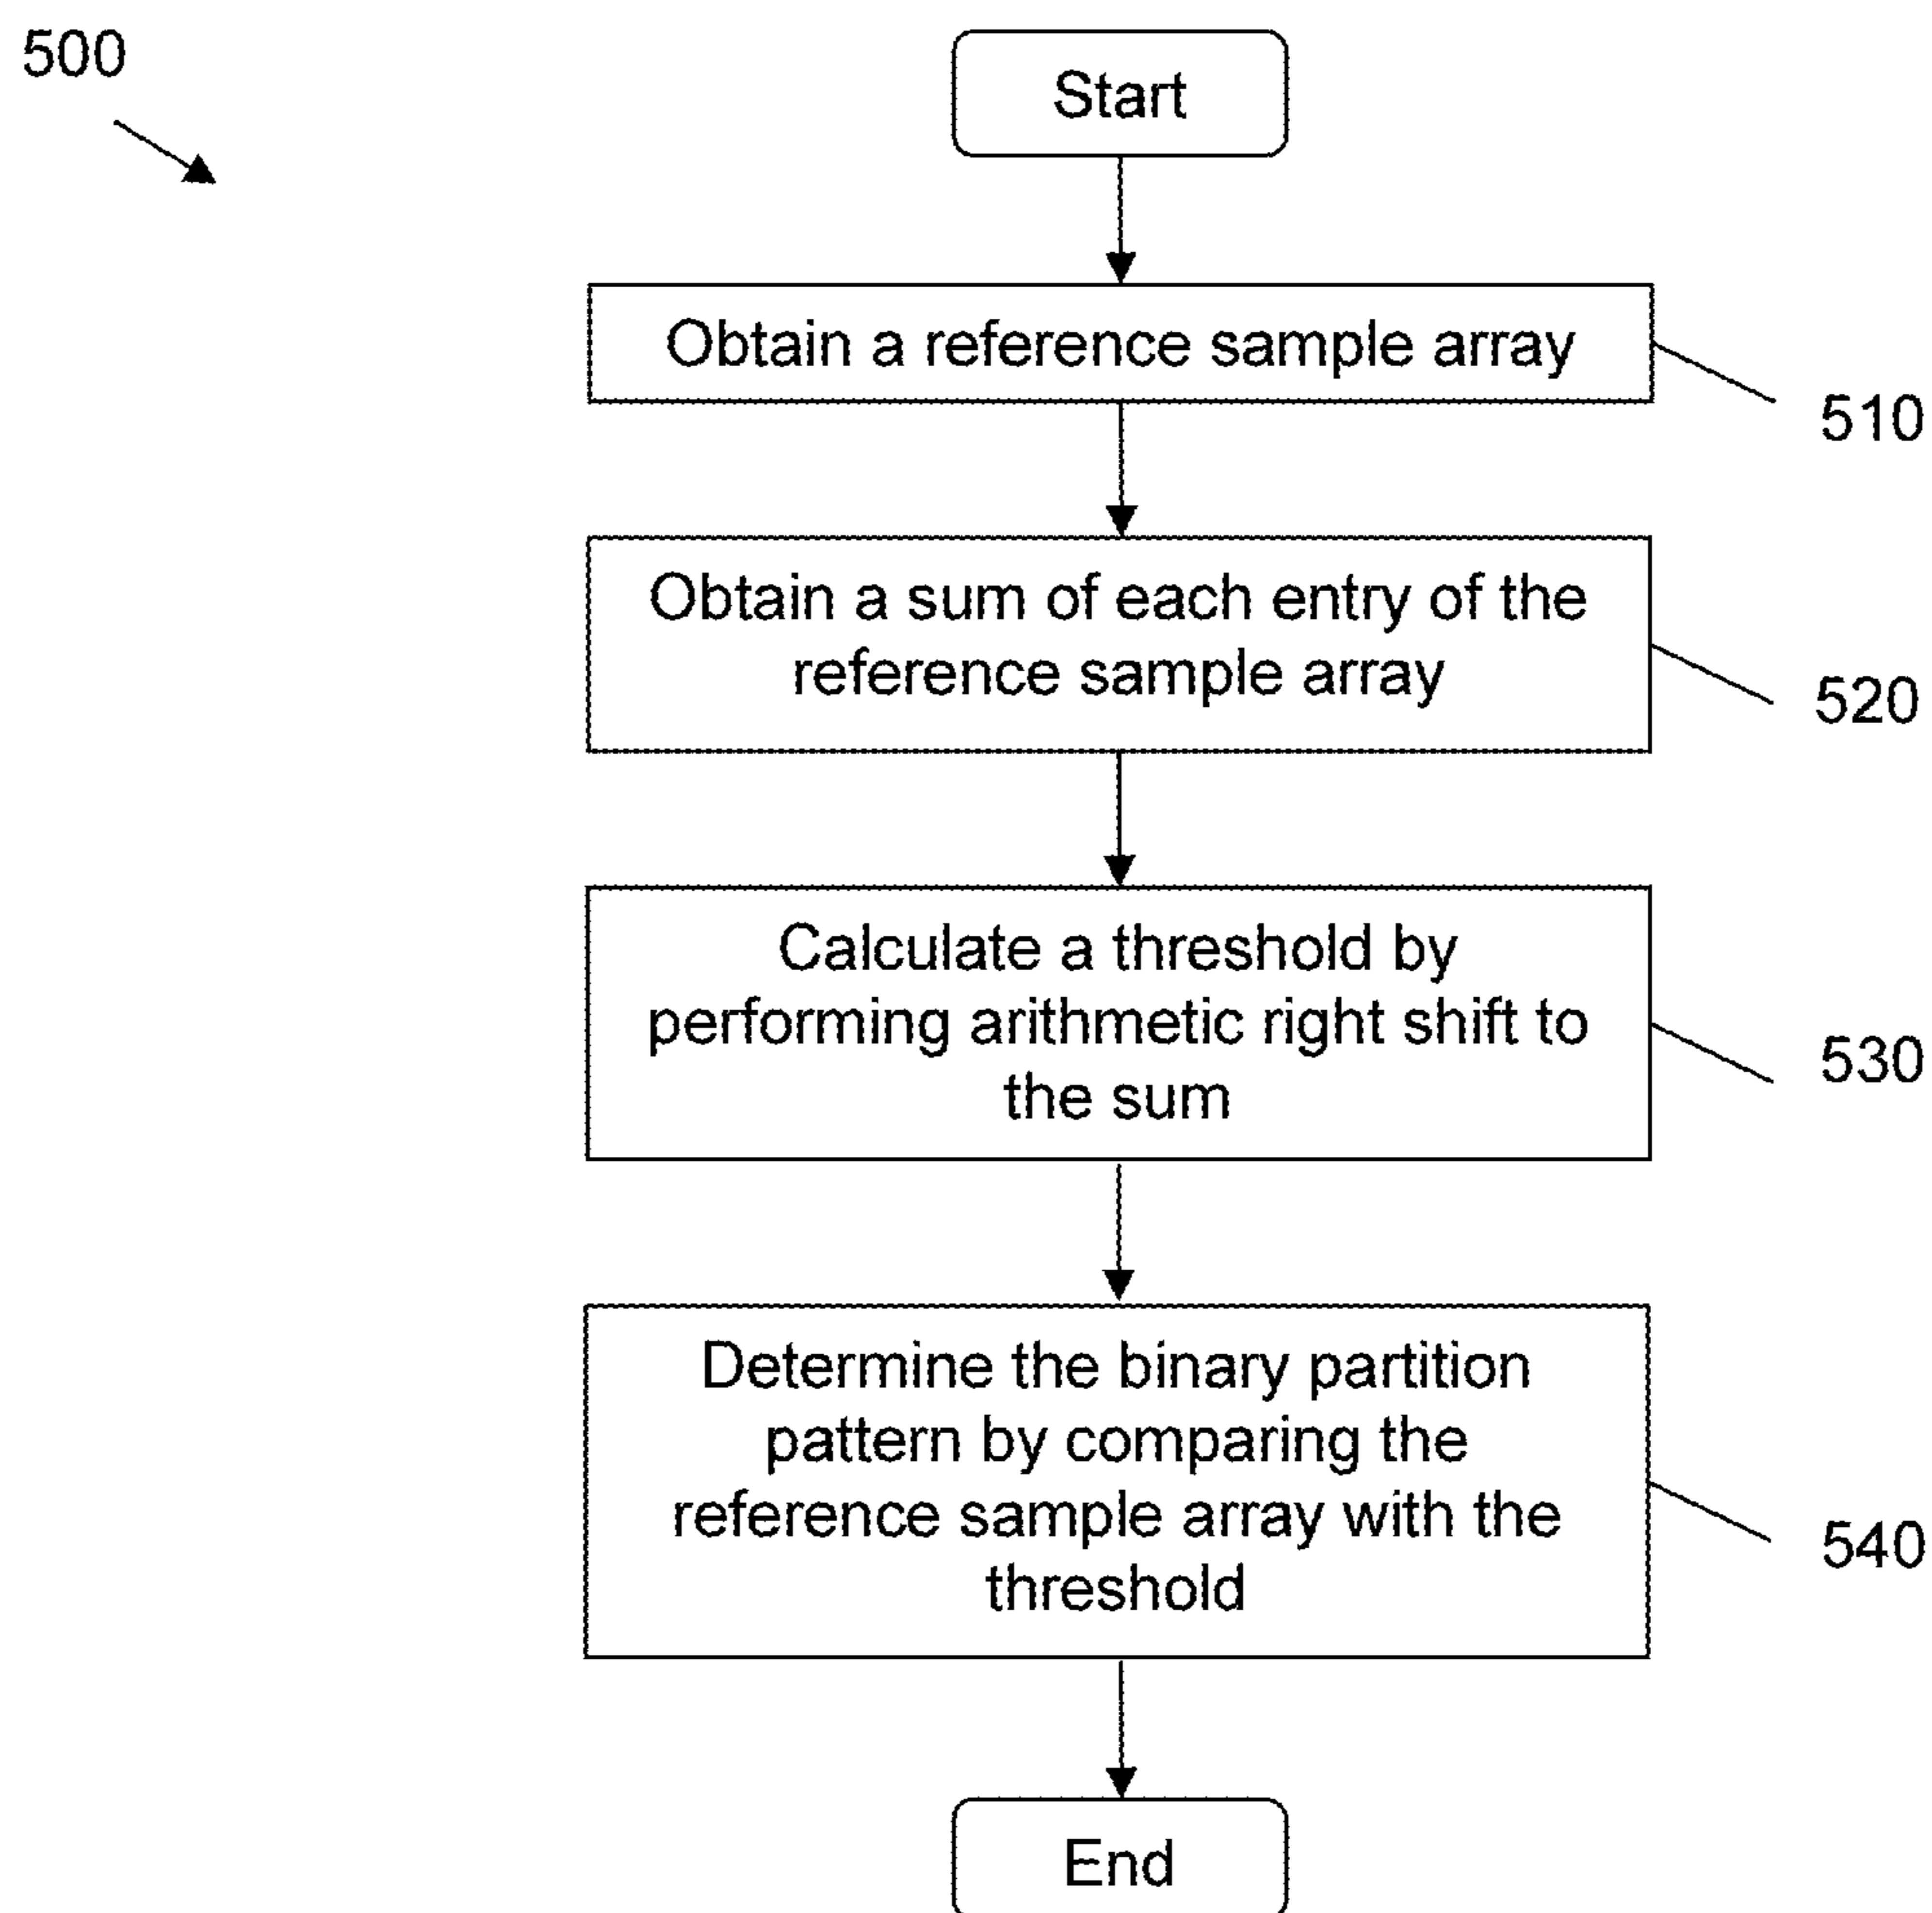 500
Start
Obtain a reference sample array
510
Obtain a sum of each entry of the
reference sample array
520
Calculate a threshold by
performing arithmetic right shift to
the sum
530
Determine the binary partition
pattern by comparing the
reference sample array with the
threshold
540
End